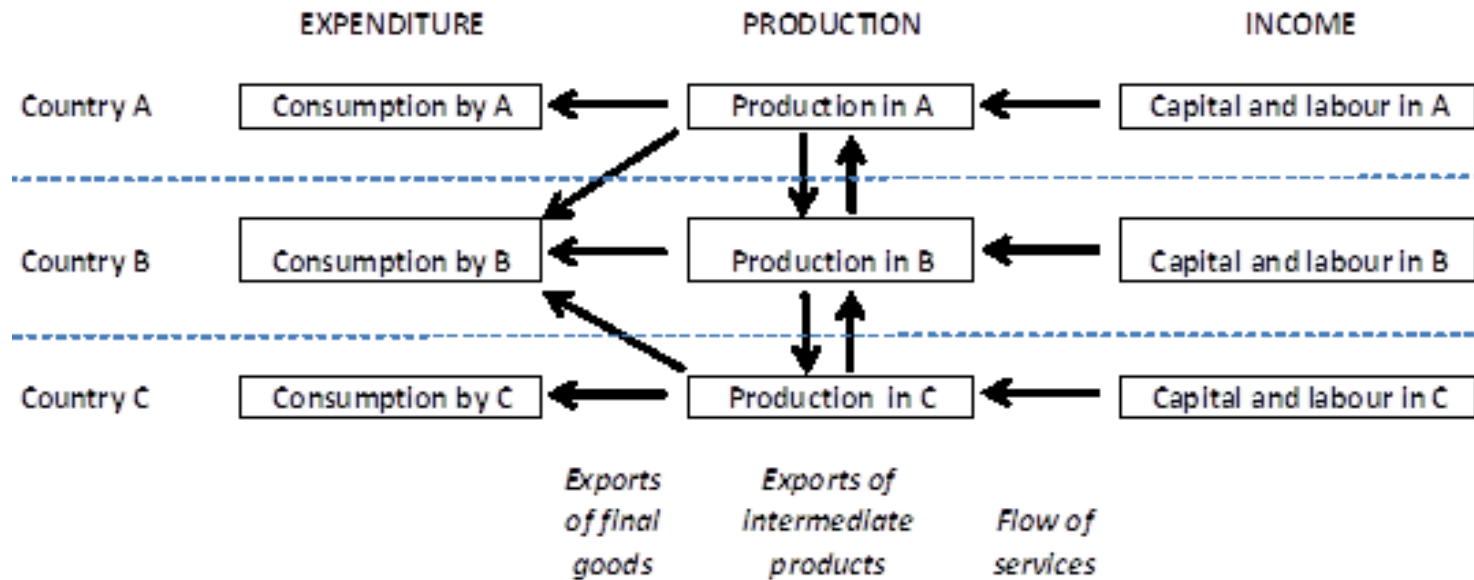 EXPENDITURE PRODUCTION INCOME
Country A Consumption by A Production in A Capital and labour in A
Country B Consumption by B Production in B Capital and labour in B
Country C Consumption by C Production in C Capital and labour in C
Exports Exports of
of final intermediate Flow of
goods products services